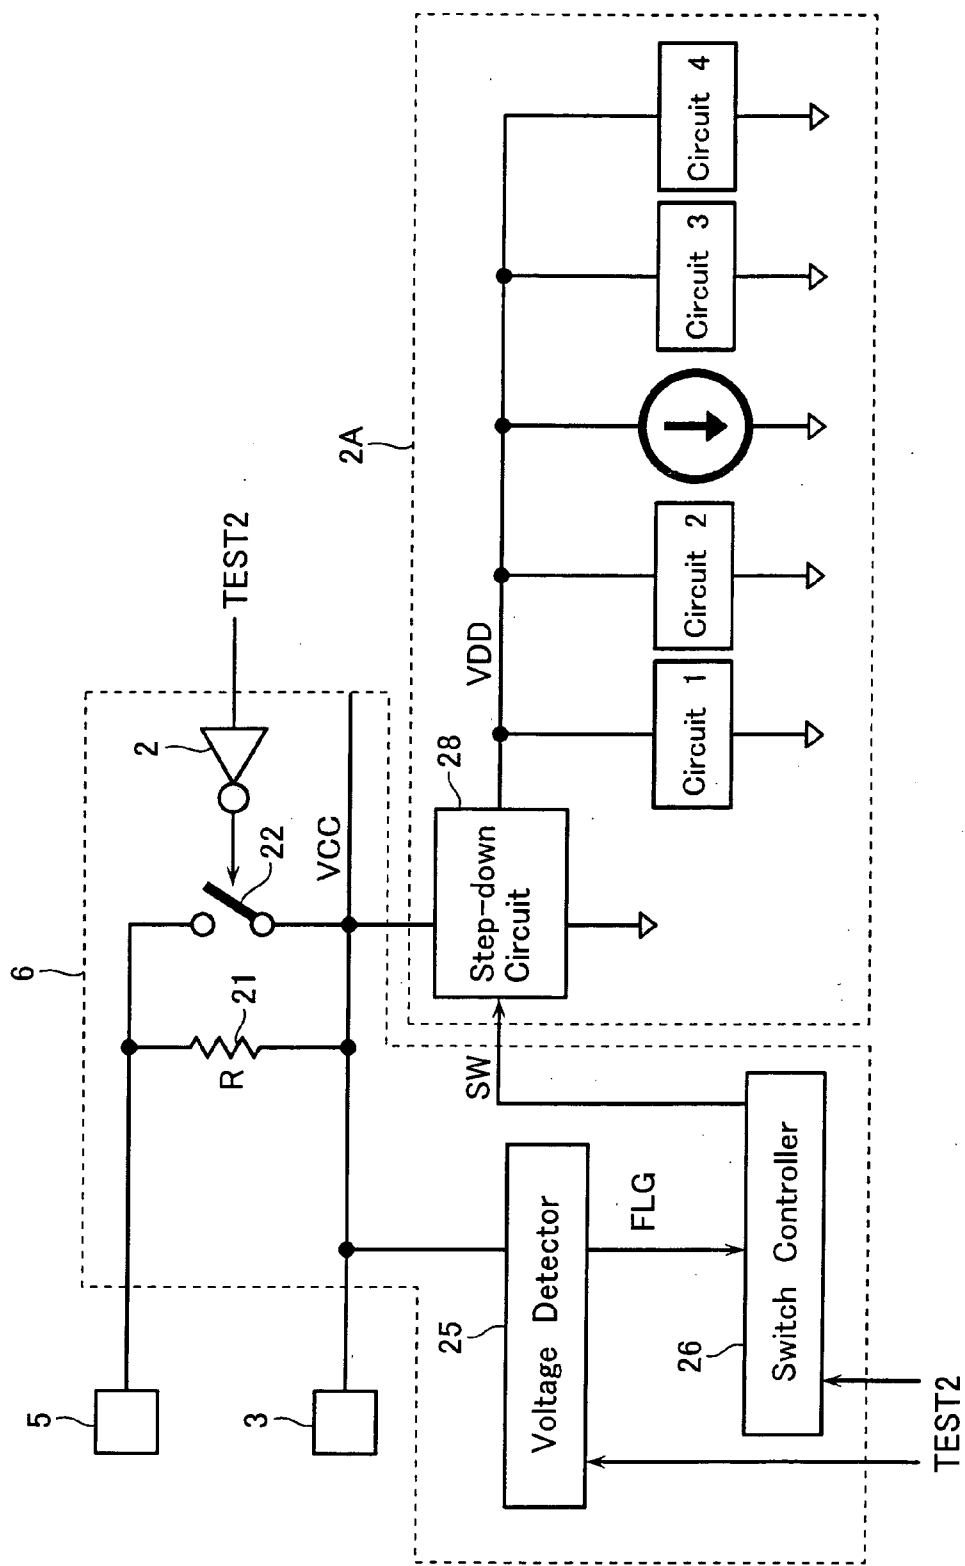 5
3
6
R
21
22
2
TEST2
VCC
2A
25
Voltage Detector
FLG
26
Switch Controller
TEST2
SW
28
Step-down
Circuit
VDD
Circuit 1
Circuit 2
Circuit 3
Circuit 4